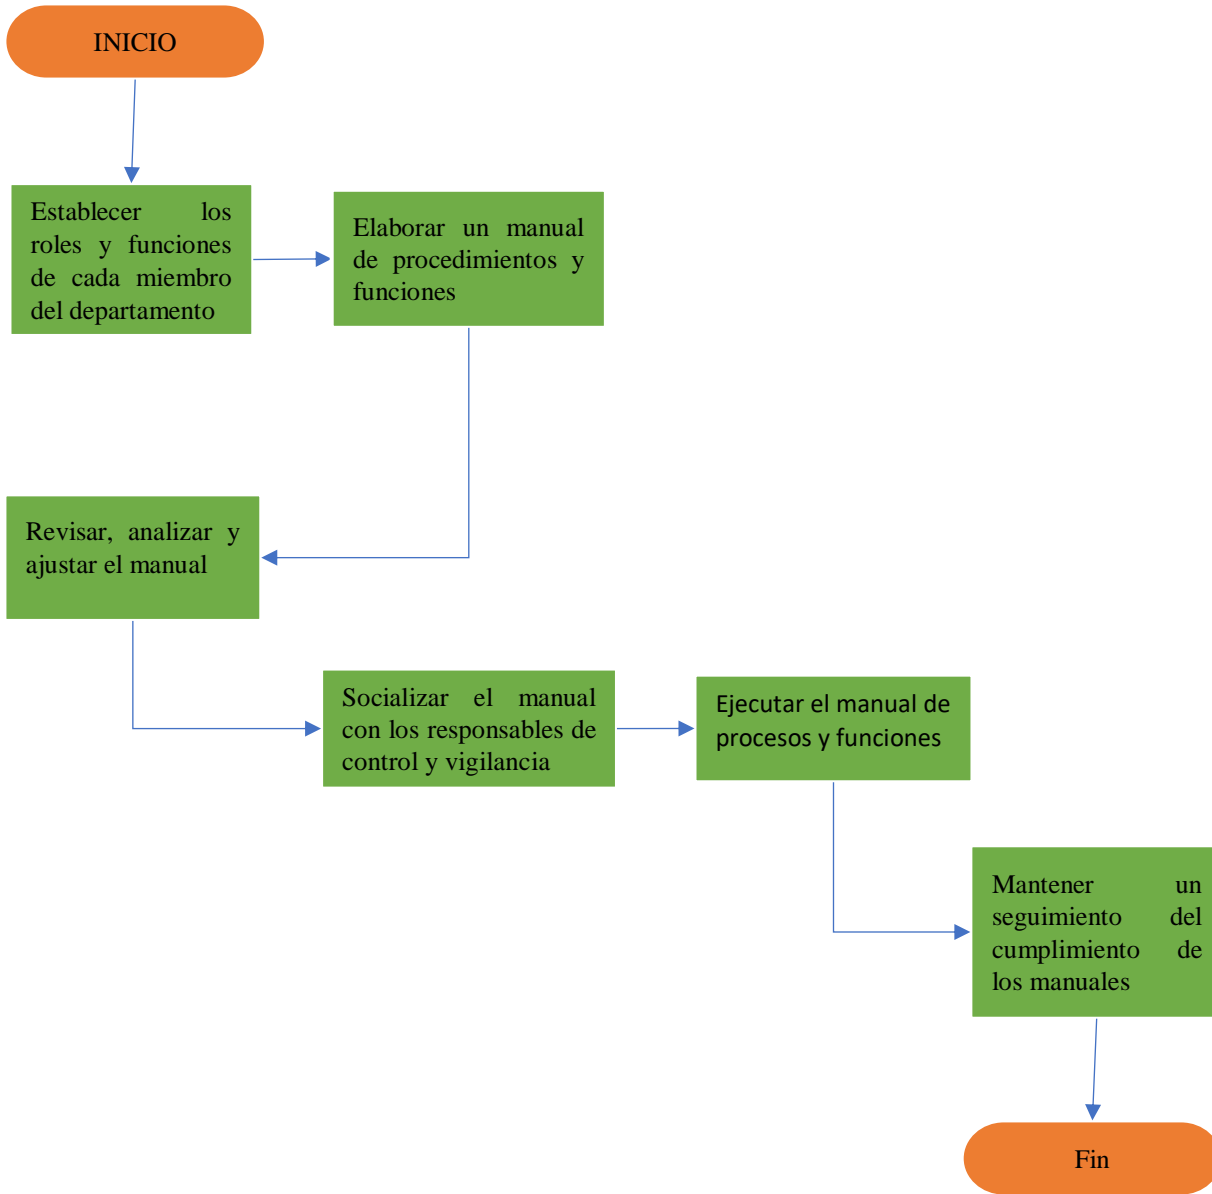 INICIO
Establecer los
roles y funciones
de cada miembro
del departamento
Elaborar un manual
de procedimientos y
funciones
Revisar, analizar y
ajustar el manual
Socializar el manual
con los responsables de
control y vigilancia
Ejecutar el manual de
procesos y funciones
Mantener un
seguimiento del
cumplimiento de
los manuales
Fin